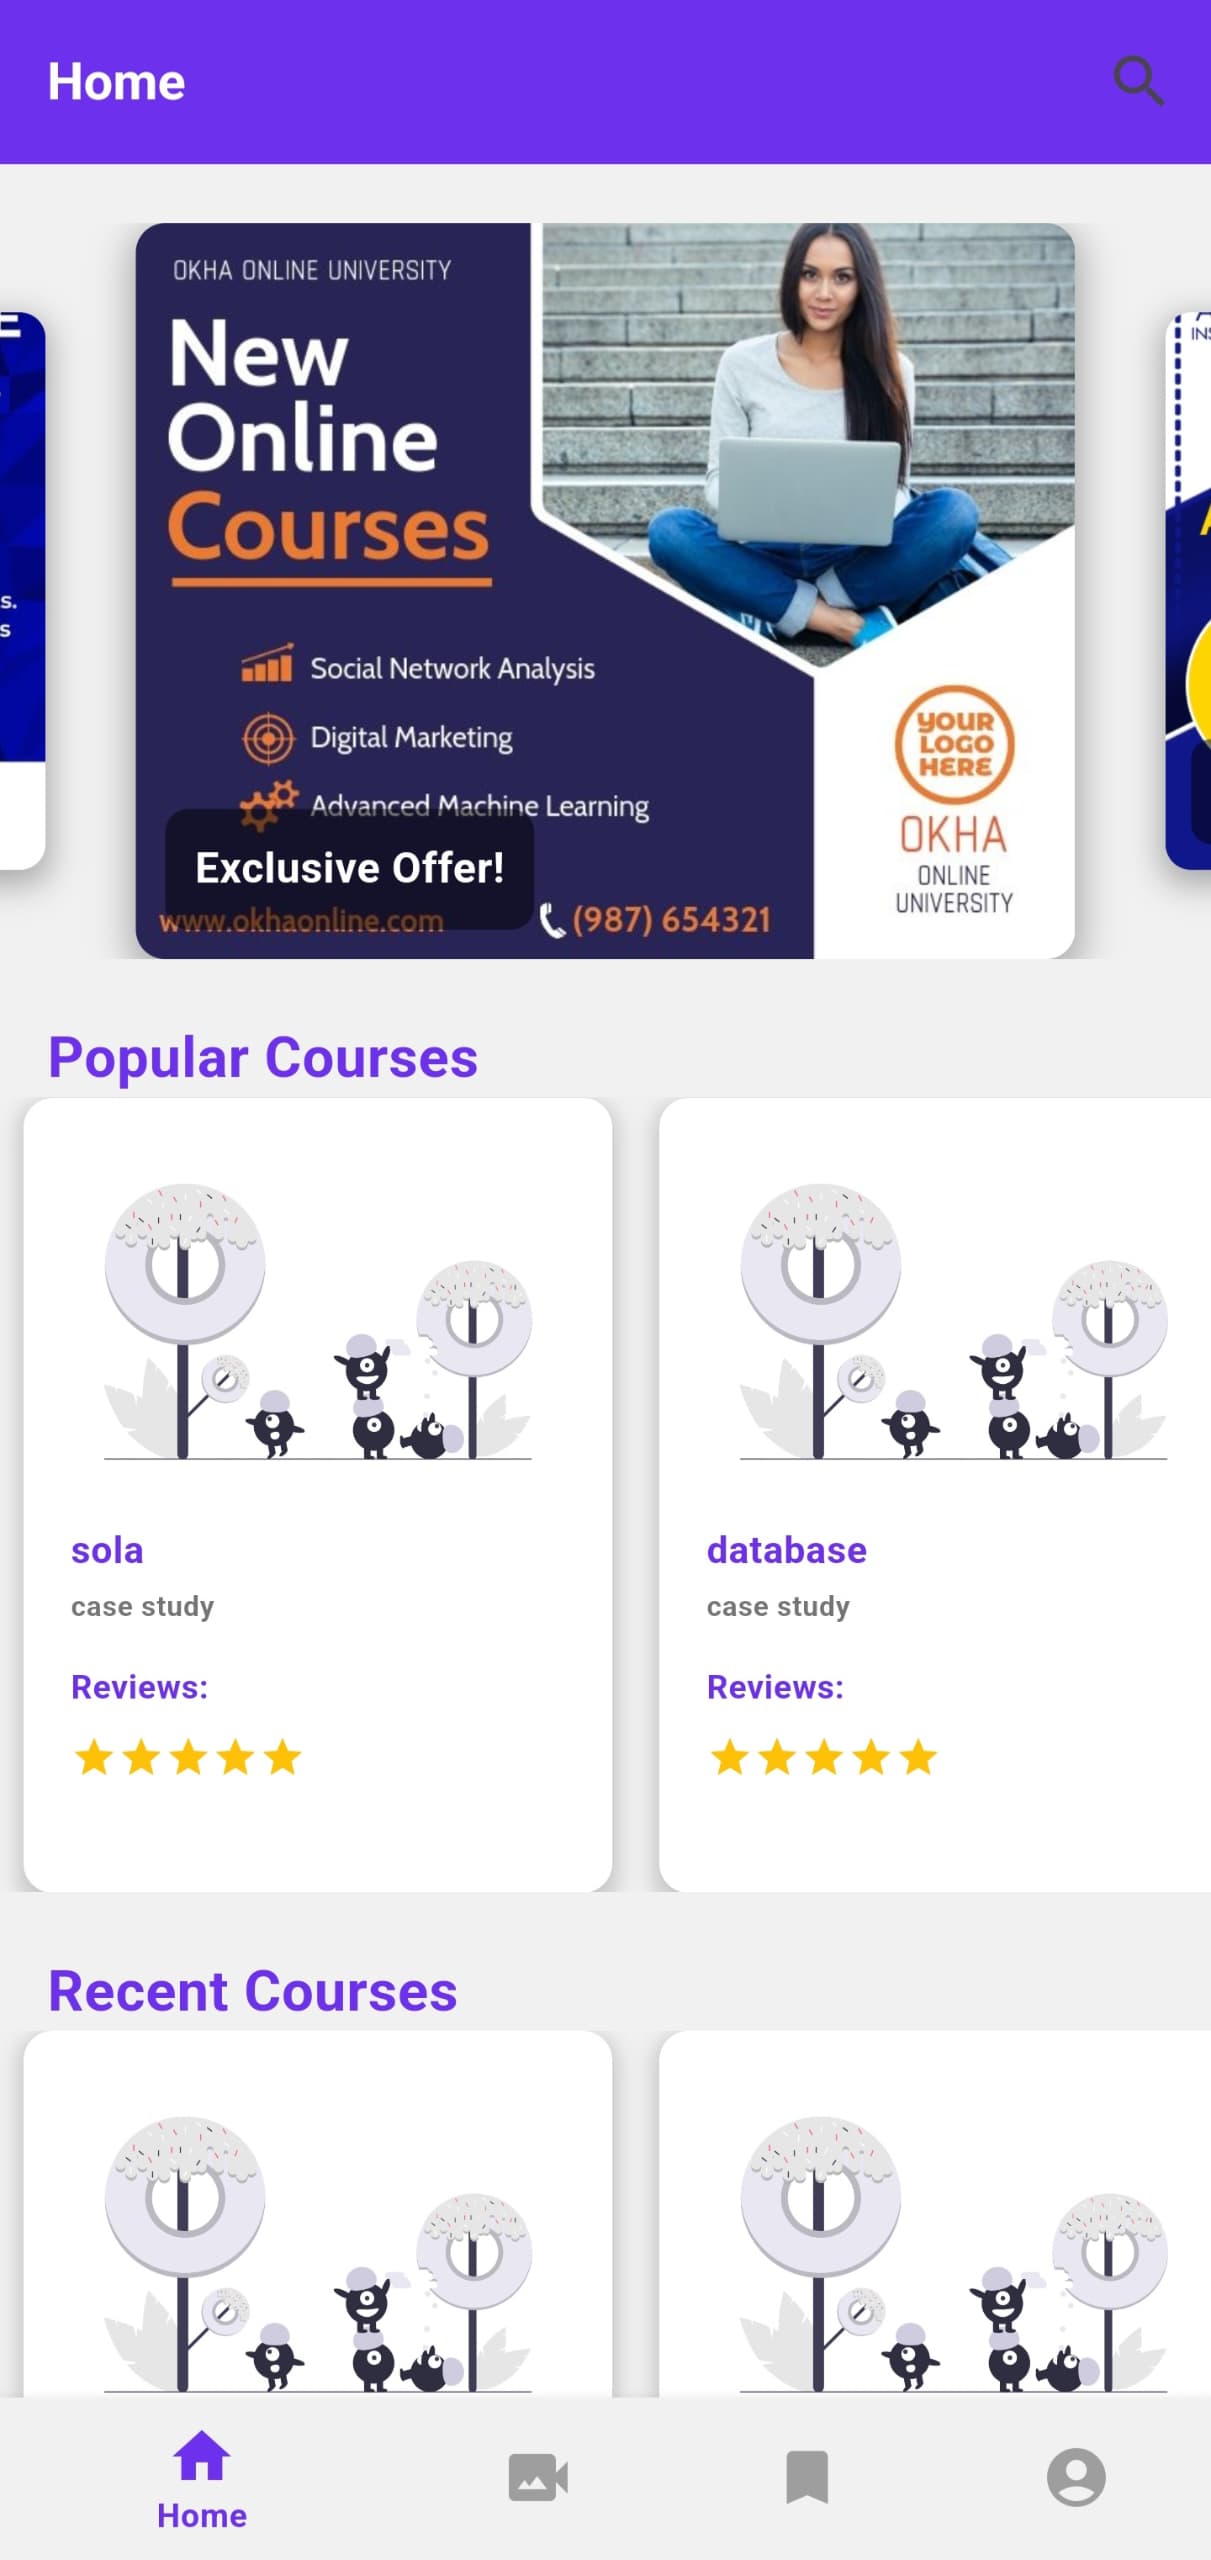 Home
OKHA ONLINE UNIVERSITY
New
Online
Courses
s.
s
INS
Social Network Analysis
Digital Marketing
Advanced Machine Learning
YOUR
LOGO
HERE
OKHA
ONLINE
UNIVERSITY
Exclusive Offer!
www.okhaonline.com
(987) 654321
Popular Courses
sola
case study
Reviews:
database
case study
Reviews:
Recent Courses
Home